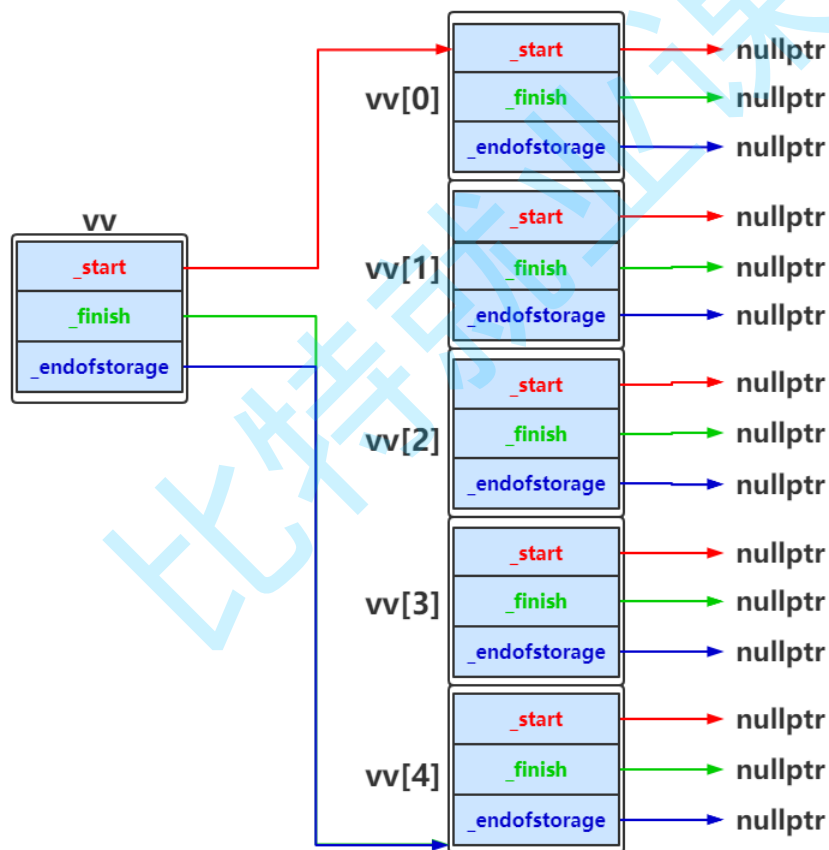 _start nullptr
vv[0] _finish nullptr
_endofstorage nullptr
_start nullptr
vv
vv[1] _finish nullptr
_start
_endofstorage nullptr
_finish
_endofstorage
_start nullptr
vv[2] _finish nullptr
_endofstorage nullptr
_start nullptr
vv[3] _finish nullptr
_endofstorage nullptr
_start nullptr
vv[4] _finish nullptr
_endofstorage nullptr
比特就业课